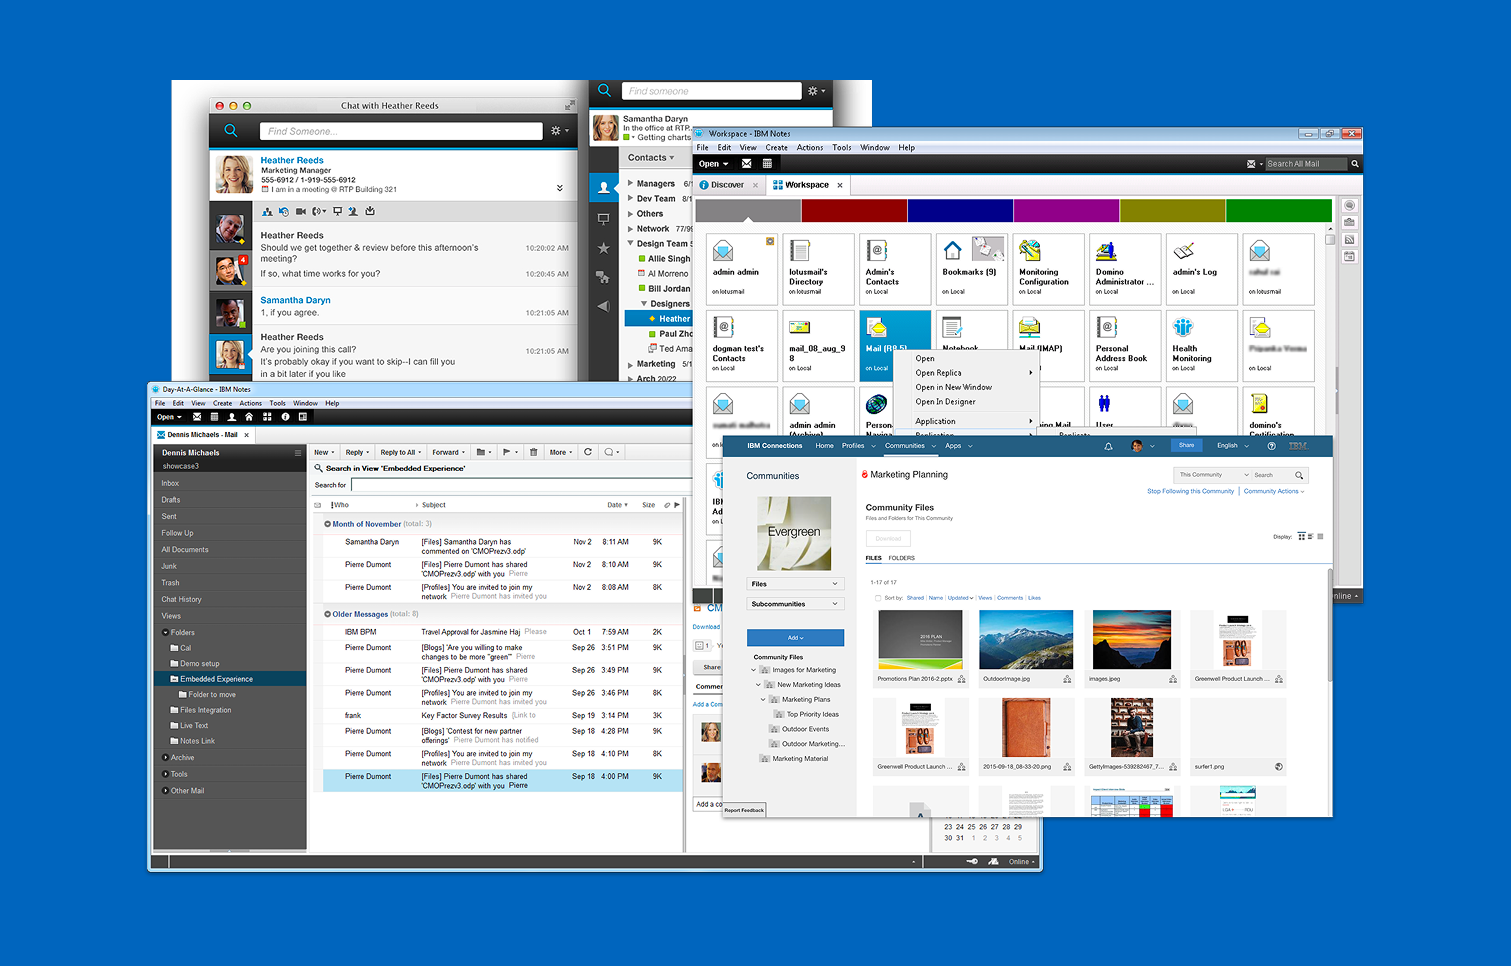 Chat with Heather Reeds
Find Someone...
Heather Reeds
Marketing Manager
555-6912 / 1-919-555-6912
I am in a meeting @ RTP Building 321
4
Heather Reeds
Should we get together & review before this afternoon's
meeting?
10:20:02 AM
If so, what time works for you?
10:20:45 AM
Samantha Daryn
1, if you agree.
10:21:05 AM
Heather Reeds
Are you joining this call?
10:21:05 AM
It's probably okay if you want to skip--I can fill you
in a bit later if you like
Find someone
Samantha Daryn
In the office at RTP...
Getting charts
Contacts
Managers 6/1
Dev Team 8/1
Others
Network 77/99
Design Team 5
Allie Singh
Al Morreno
Bill Jordan
Designers
Heather
Paul Zho
Ted Ama
Marketing 5
Arch 20/22
Workspace - IBM Notes
File Edit View Create Actions Tools Window Help
Open
Search All Mail
Discover
Workspace
admin admin
lotusmail's
Directory
on lotusmail
Admin's
Contacts
on Local
Bookmarks (9)
on Local
Monitoring
Configuration
on Local
Domino
Administrator ...
on Local
admin's Log
on Local
on Local
dogman test's
Contacts
on Local
mail_08_aug_9
8
on Local
Mail (R8.5)
Notebook
Mail (IMAP)
Personal
Address Book
on Local
Health
Monitoring
on Local
on Local
Open
Open Replica
Open in New Window
Open In Designer
Application
Replication
Replicate
admin admin
(Archive)
Person
Naviga
ning Mail
User
domino's
Certification
IB
Ad
Online
Day-At-A-Glance - IBM Notes
File Edit View Create Actions Tools Window Help
Open
Dennis Michaels - Mail
Dennis Michaels
showcase3
Inbox
Drafts
Sent
Follow Up
All Documents
Junk
Trash
Chat History
Views
Folders
Cal
Demo setup
Embedded Experience
Folder to move
Files Integration
Live Text
Notes Link
Archive
Tools
Other Mail
New Reply Reply to All Forward More
Search in View 'Embedded Experience'
Search for
!Who Subject Date Size
Month of November (total: 3)
Samantha Daryn [Files] Samantha Daryn has Nov 2 8:11 AM 9K
commented on 'CMOPrezv3.odp'
Pierre Dumont [Files] Pierre Dumont has shared Nov 2 8:10 AM 9K
'CMOPrezv3.odp' with you Pierre
Pierre Dumont [Profiles] You are invited to join my Nov 2 8:08 AM 8K
network Pierre Dumont has invited you
Older Messages (total: 8)
IBM BPM Travel Approval for Jasmine Haj Please Oct 1 7:59 AM 2K
Pierre Dumont [Blogs] 'Are you willing to make Sep 26 3:51 PM 9K
changes to be more "green"' Pierre
Pierre Dumont [Files] Pierre Dumont has shared Sep 26 3:49 PM 9K
'CMOPrezv3.odp' with you Pierre
Pierre Dumont [Profiles] You are invited to join my Sep 26 3:46 PM 8K
network Pierre Dumont has invited you
frank Key Factor Survey Results [Link to Sep 19 3:14 PM 3K
Pierre Dumont [Blogs] 'Contest for new partner Sep 18 4:28 PM 9K
offerings' Pierre Dumont has notified
Pierre Dumont [Profiles] You are invited to join my Sep 18 4:10 PM 8K
network Pierre Dumont has invited you
Pierre Dumont [Files] Pierre Dumont has shared Sep 18 4:00 PM 9K
'CMOPrezv3.odp' with you Pierre
CM
Download
Share
Comme
Add a Com
Add a co
23 24 25 26 27 28 29
30 31 1 2 3 4 5
Online
IBM Connections Home Profiles Communities Apps Share English IBM
Communities
Evergreen
Files
Subcommunities
Add
Community Files
Images for Marketing
New Marketing Ideas
Marketing Plans
Top Priority Ideas
Outdoor Events
Outdoor Marketing...
Marketing Material
Report Feedback
Marketing Planning
This Community Search
Stop Following this Community Community Actions
Community Files
Files and Folders for This Community
Download
Display:
FILES FOLDERS
1-17 of 17
Sort by: Shared Name Updated Views Comments Likes
2016 PLAN
Promotions Plan 2016-2.pptx
OutdoorImage.jpg
images.jpeg
Greenwell Product Launch ...
Greenwell Product Launch ...
2015-09-18_08-33-20.png
GettyImages-539282467_7...
surfer1.png
LGA RDU